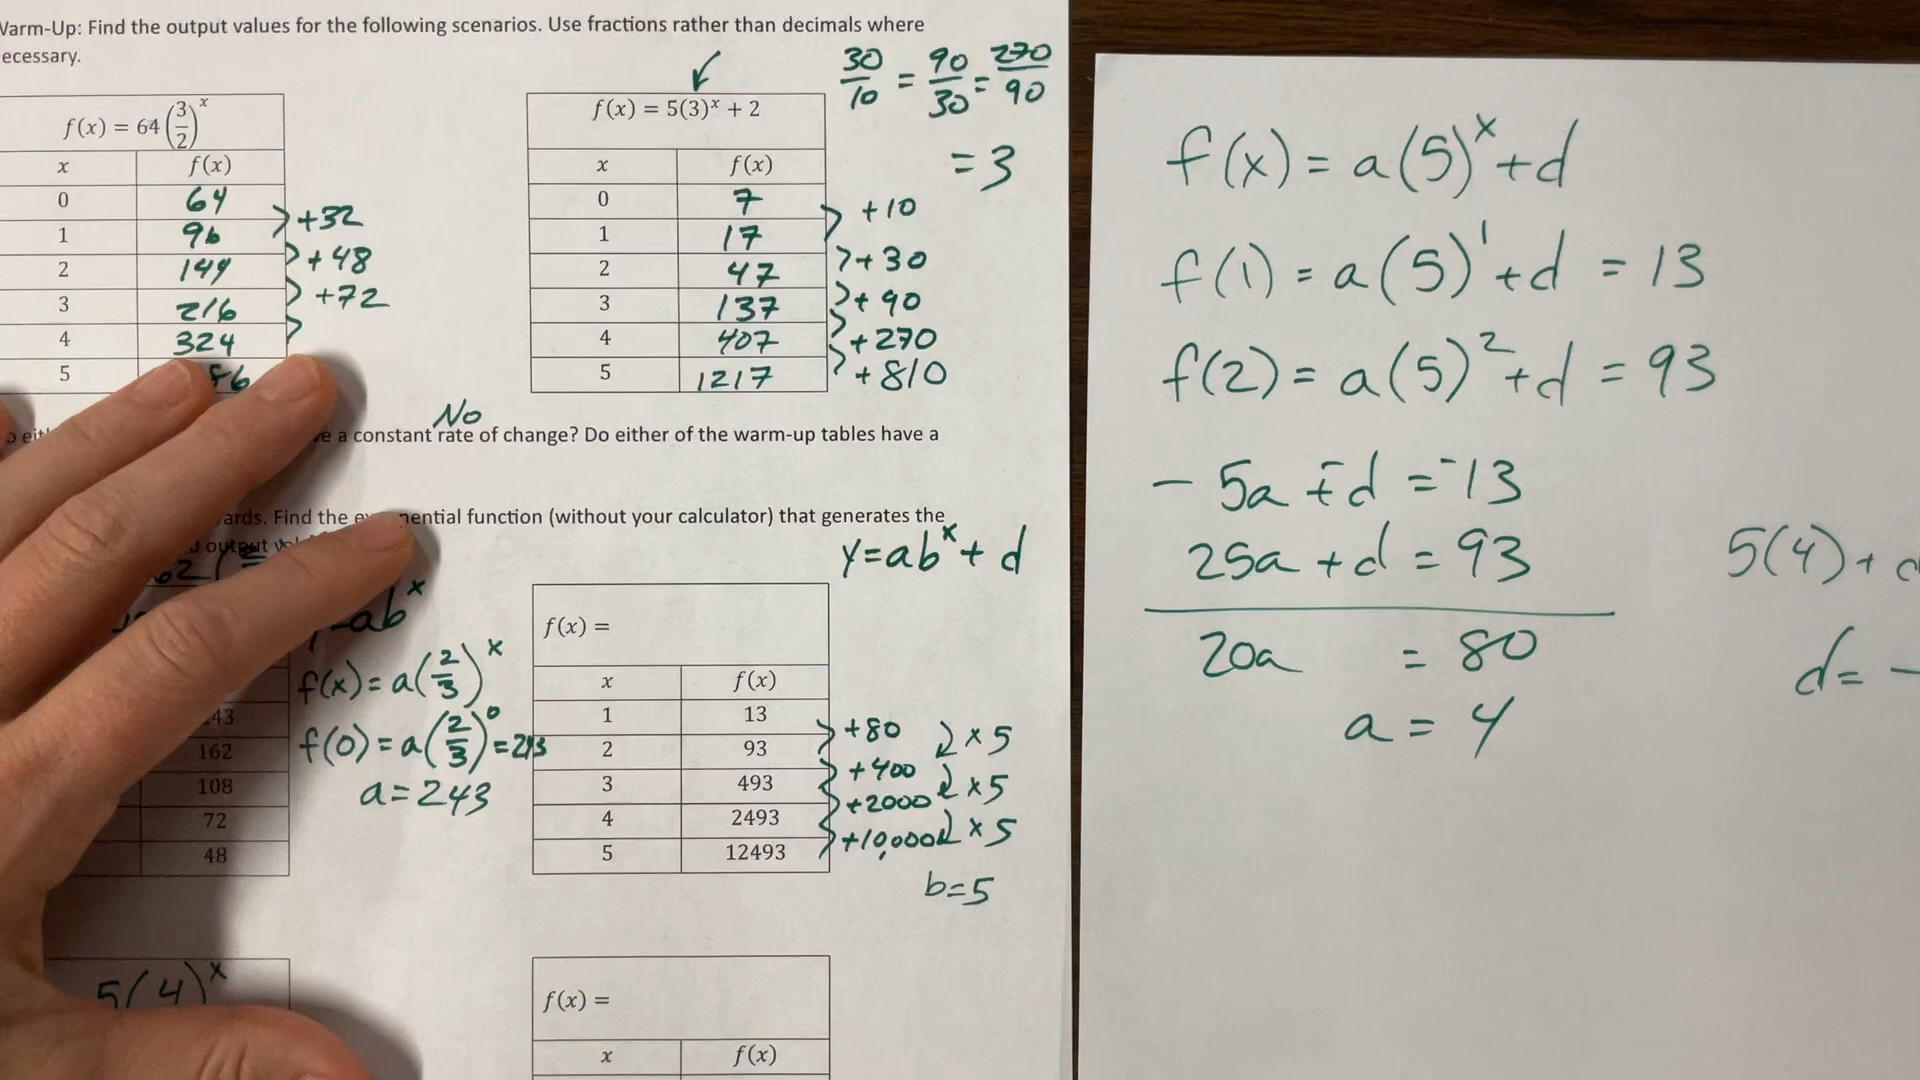 Warm-Up: Find the output values for the following scenarios. Use fractions rather than decimals where
ecessary.
f(x) = 64(3/2)^x
x f(x)
0 64
1 96
2 144
3 216
4 324
5
+32
+48
+72
f(x) = 5(3)^x + 2
x f(x)
0 7
1 17
2 47
3 137
4 407
5 1217
+10
+30
+90
+270
+810
30/10 = 90/30 = 270/90
= 3
No
e a constant rate of change? Do either of the warm-up tables have a
ards. Find the exponential function (without your calculator) that generates the
output
ab^x
f(x) = a(2/3)^x
f(0) = a(2/3)^0 = 243
a = 243
43
162
108
72
48
y = ab^x + d
f(x) =
x f(x)
1 13
2 93
3 493
4 2493
5 12493
+80
+400
+2000
+10,000
×5
×5
×5
b=5
5(4)^x
f(x) =
x f(x)
f(x) = a(5)^x + d
f(1) = a(5)^1 + d = 13
f(2) = a(5)^2 + d = 93
- 5a + - d = -13
25a + d = 93
20a = 80
a = 4
5(4) +
d = -